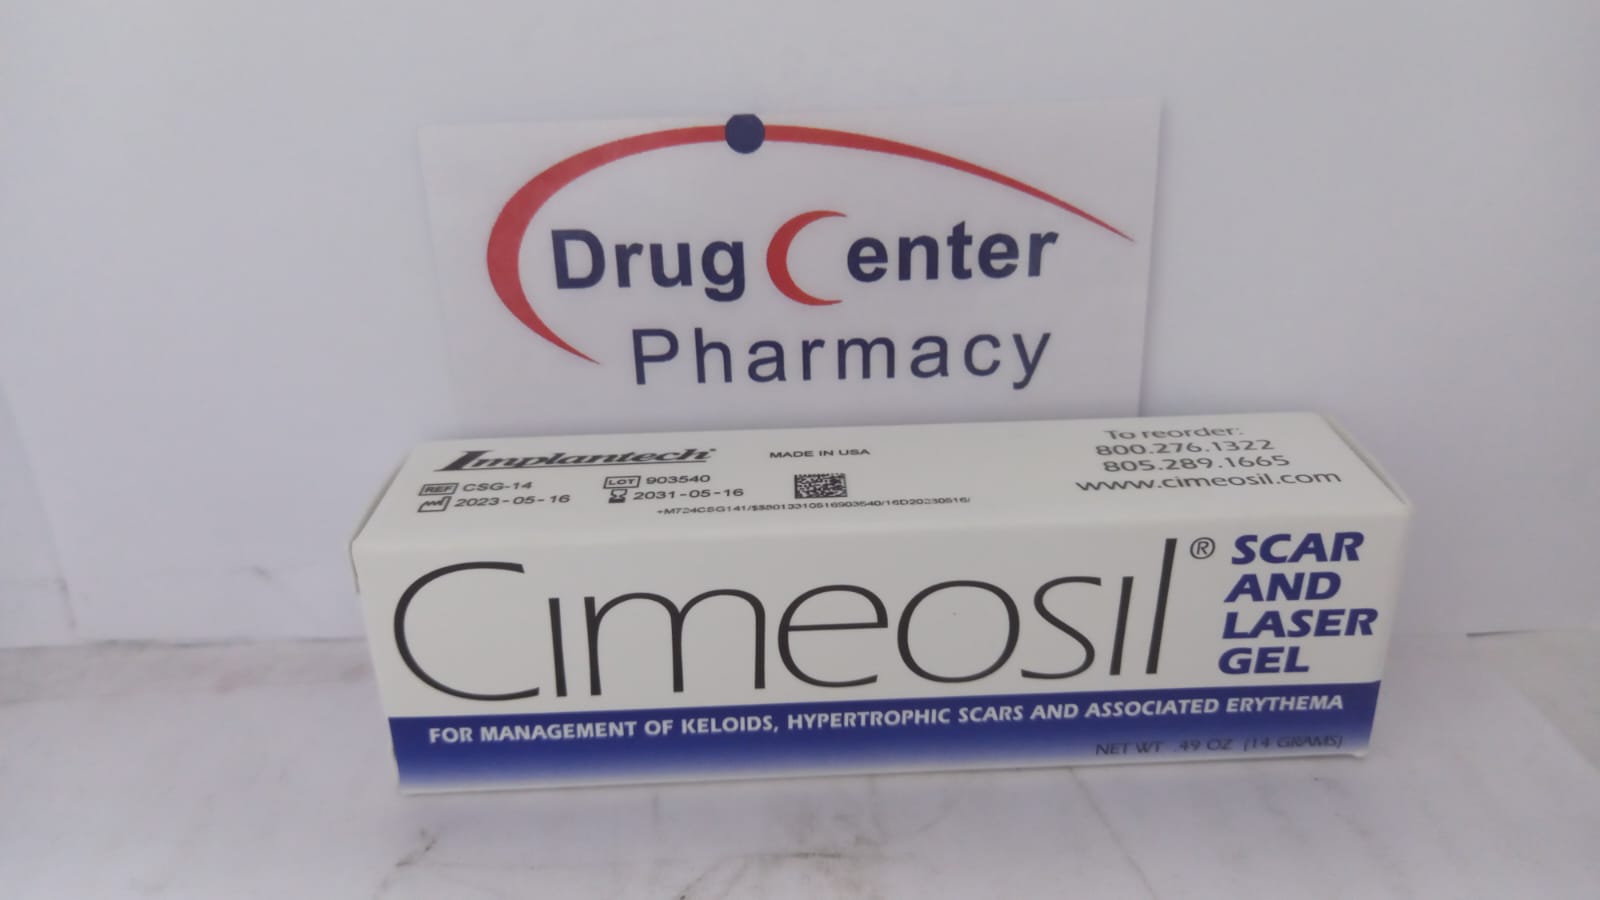 Drug Center
Pharmacy
Implantech
MADE IN USA
To reorder:
800.276.1322
805.289.1665
www.cimeosil.com
REF CSG-14
LOT 903540
2023-05-16
2031-05-16
Cimeosil®
SCAR
AND
LASER
GEL
FOR MANAGEMENT OF KELOIDS, HYPERTROPHIC SCARS AND ASSOCIATED ERYTHEMA
NET WT .49 OZ (14 GRAMS)